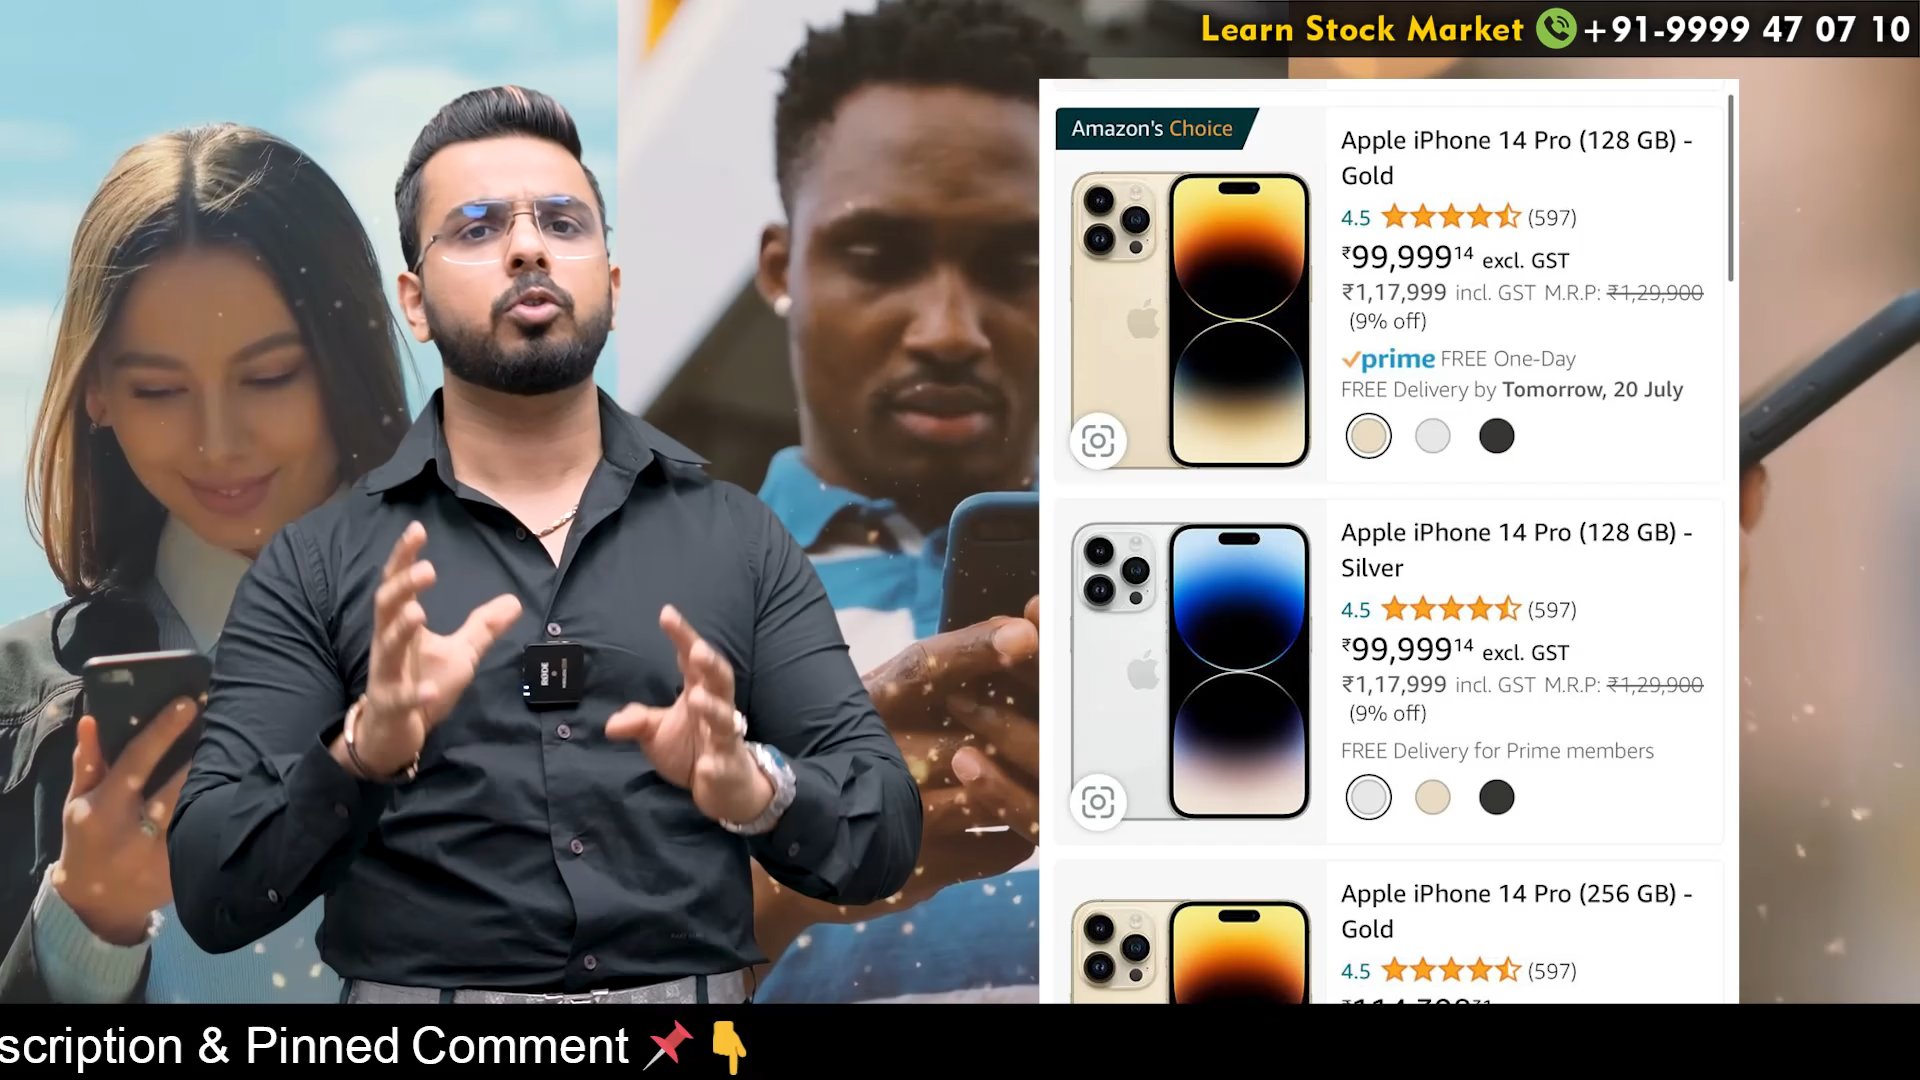 Learn Stock Market +91-9999 47 07 10
Amazon's Choice
Apple iPhone 14 Pro (128 GB) -
Gold
4.5 (597)
₹99,999¹⁴ excl. GST
₹1,17,999 incl. GST M.R.P: ₹1,29,900
(9% off)
prime FREE One-Day
FREE Delivery by Tomorrow, 20 July
Apple iPhone 14 Pro (128 GB) -
Silver
4.5 (597)
₹99,999¹⁴ excl. GST
₹1,17,999 incl. GST M.R.P: ₹1,29,900
(9% off)
FREE Delivery for Prime members
Apple iPhone 14 Pro (256 GB) -
Gold
4.5 (597)
RODE
scription & Pinned Comment 📌 👇